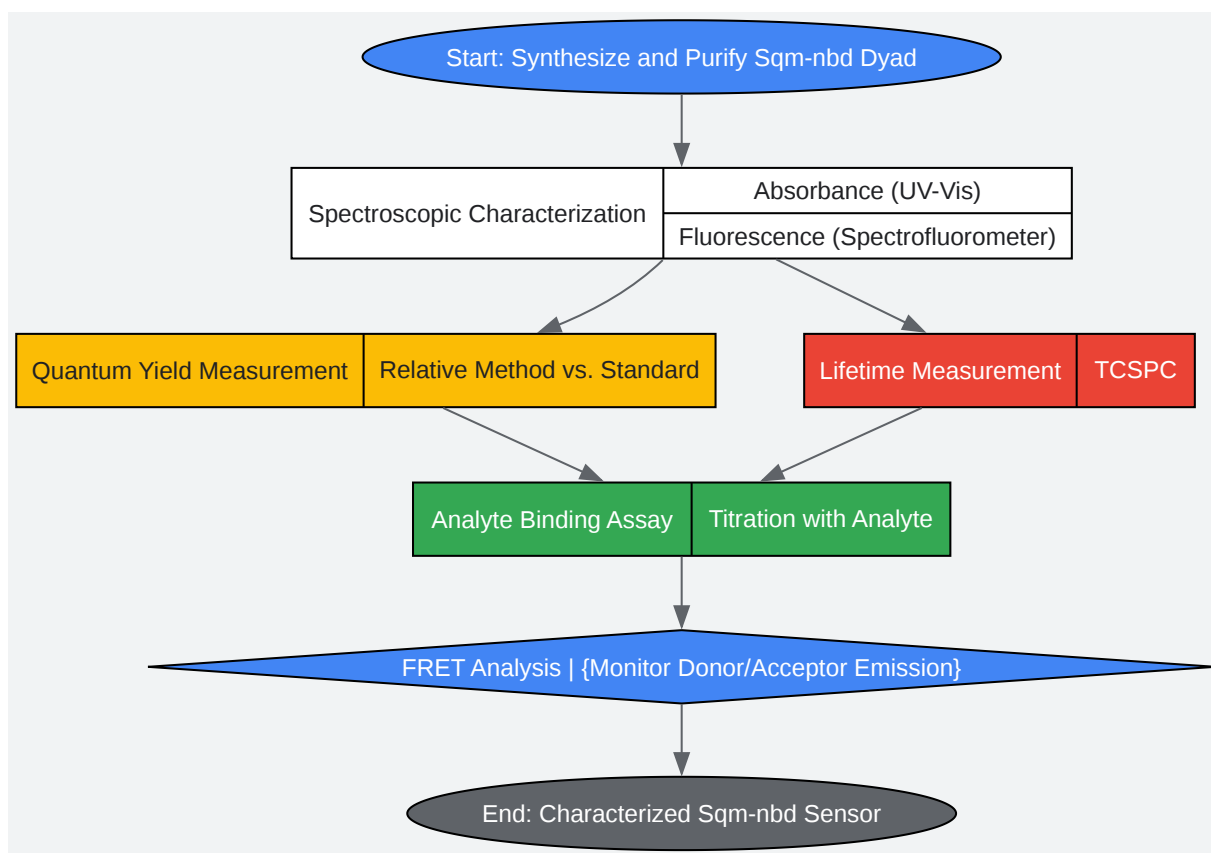 Start: Synthesize and Purify Sqm-nbd Dyad
Spectroscopic Characterization
Absorbance (UV-Vis)
Fluorescence (Spectrofluorometer)
Quantum Yield Measurement
Relative Method vs. Standard
Lifetime Measurement
TCSPC
Analyte Binding Assay
Titration with Analyte
FRET Analysis | {Monitor Donor/Acceptor Emission}
End: Characterized Sqm-nbd Sensor